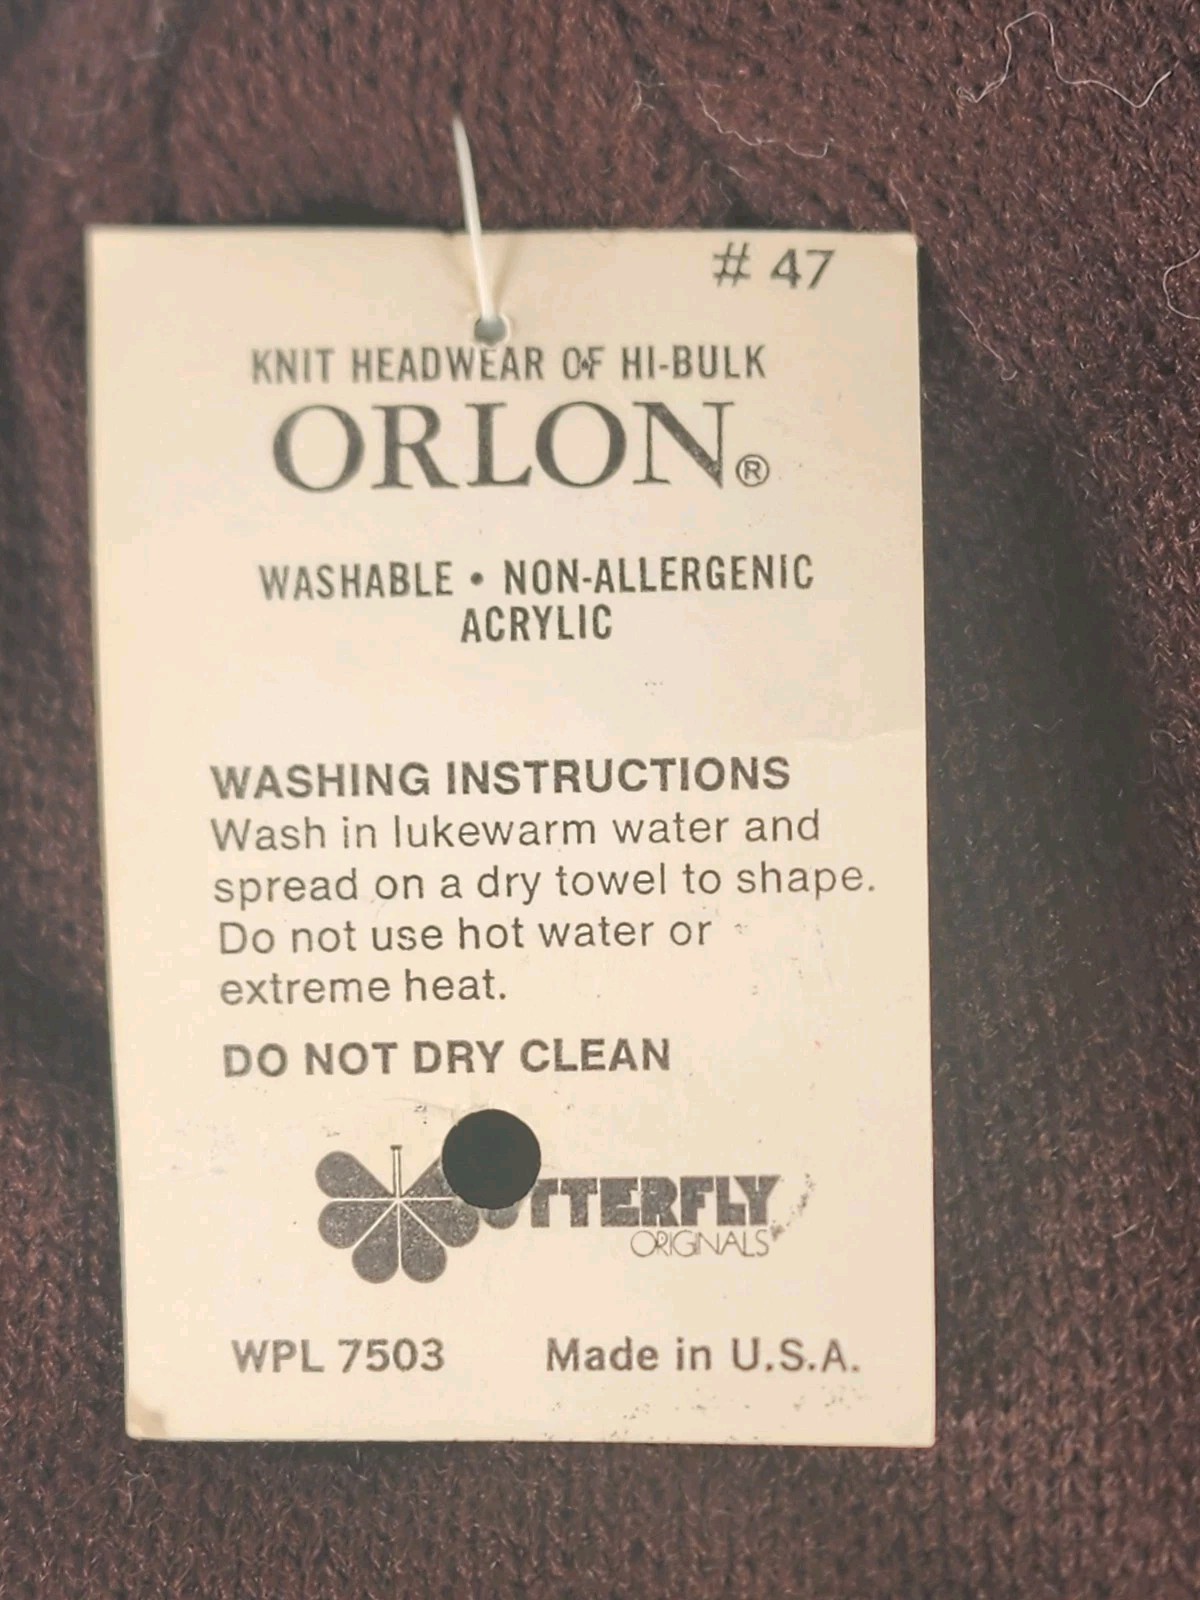 # 47
KNIT HEADWEAR OF HI-BULK
ORLON®
WASHABLE • NON-ALLERGENIC
ACRYLIC
WASHING INSTRUCTIONS
Wash in lukewarm water and
spread on a dry towel to shape.
Do not use hot water or
extreme heat.
DO NOT DRY CLEAN
ORIGINALS
WPL 7503 Made in U.S.A.